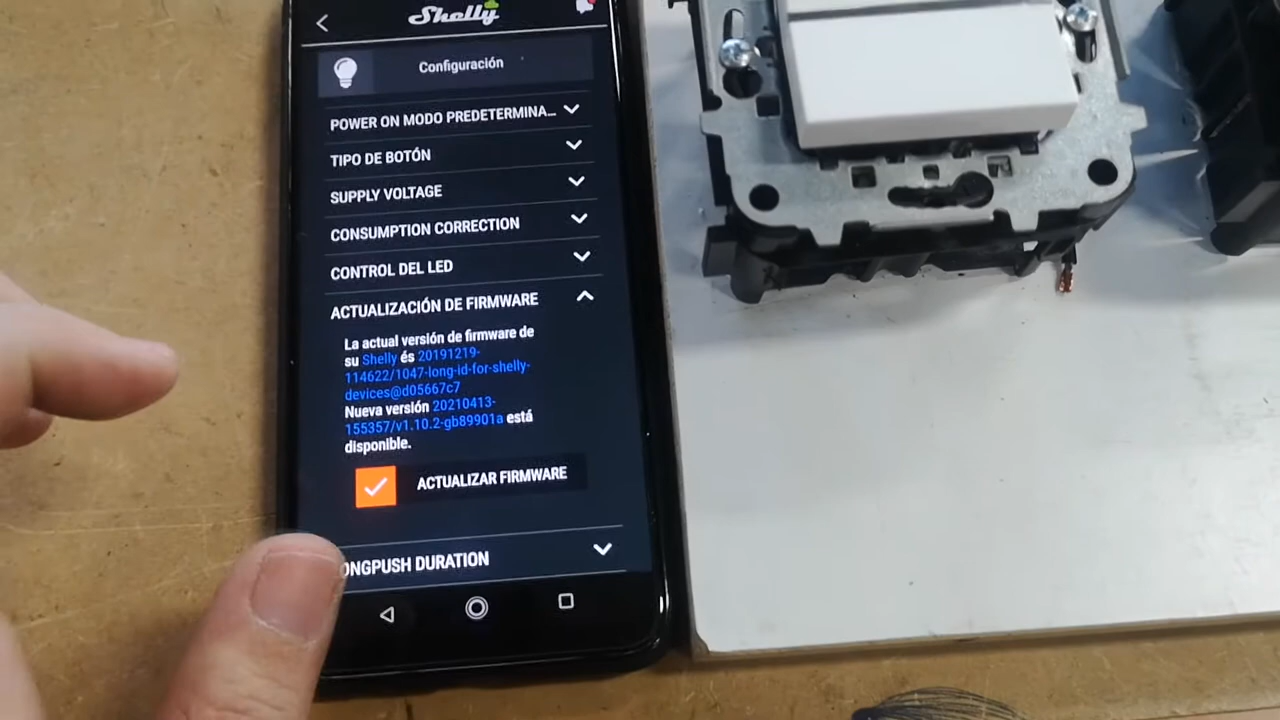 Shelly
Configuración
POWER ON MODO PREDETERMINA...
TIPO DE BOTÓN
SUPPLY VOLTAGE
CONSUMPTION CORRECTION
CONTROL DEL LED
ACTUALIZACIÓN DE FIRMWARE
La actual versión de firmware de
su Shelly és 20191219-
114622/1047-long-id-for-shelly-
devices@d05667c7
Nueva versión 20210413-
155357/v1.10.2-gb89901a está
disponible.
ACTUALIZAR FIRMWARE
ONGPUSH DURATION